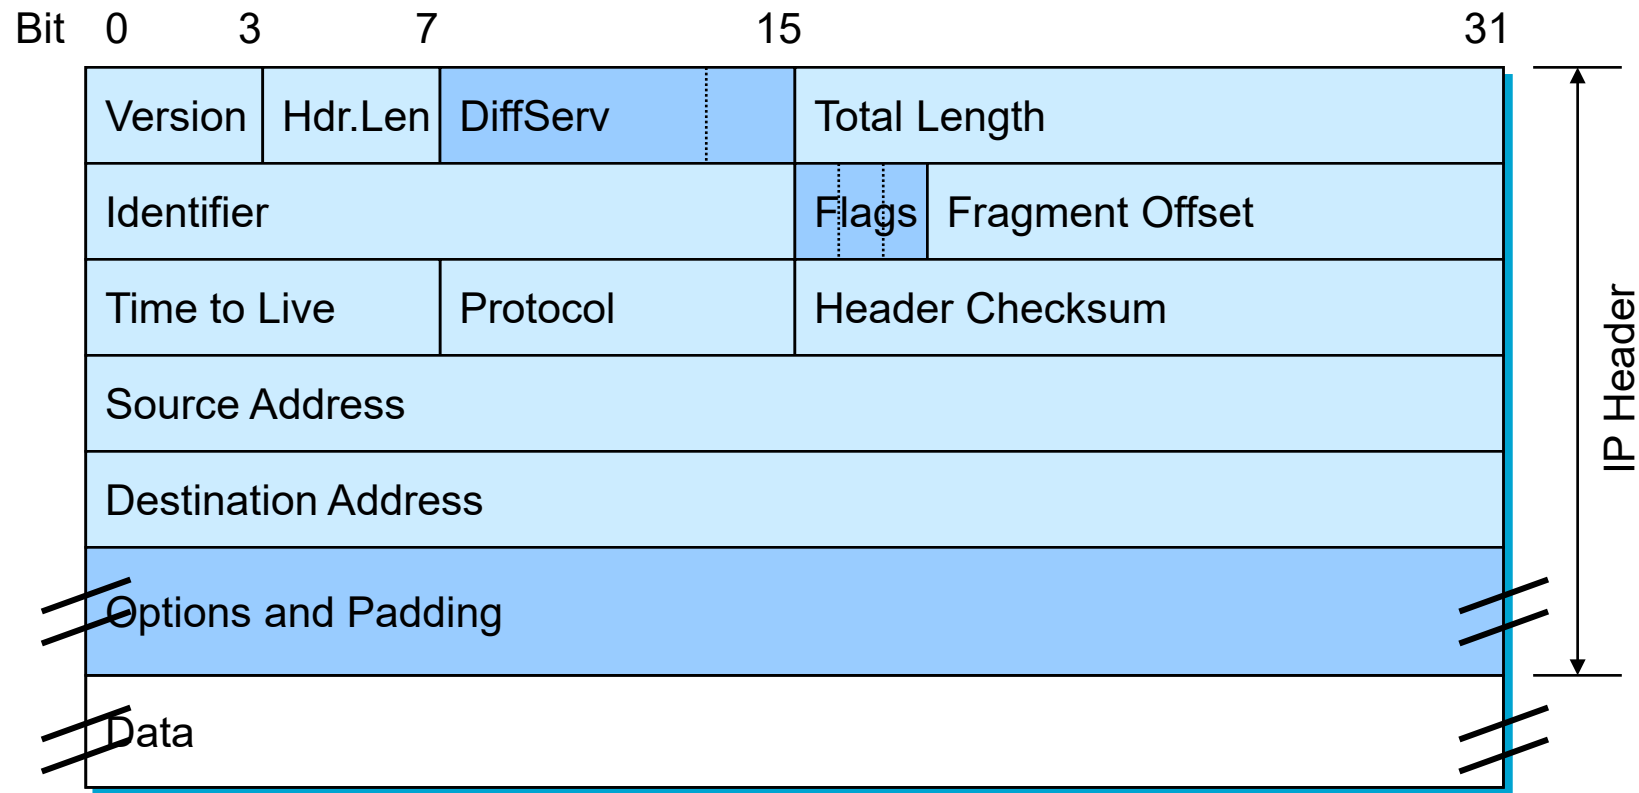 Bit 0 3 7 15 31
Version Hdr.Len DiffServ Total Length
Identifier Flags Fragment Offset
Time to Live Protocol Header Checksum
Source Address
Destination Address
Options and Padding
Data
IP Header